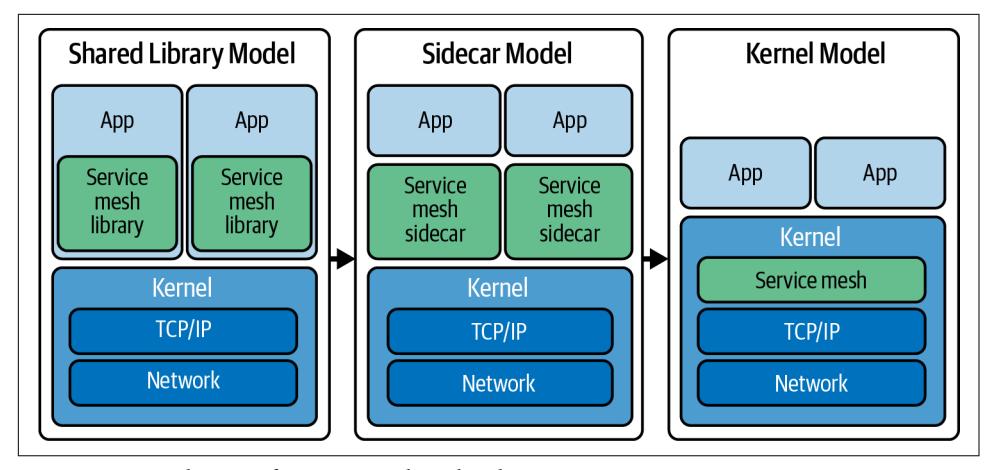 Shared Library Model
App
App
Service
mesh
library
Service
mesh
library
Kernel
TCP/IP
Network
Sidecar Model
App
App
Service
mesh
sidecar
Service
mesh
sidecar
Kernel
TCP/IP
Network
Kernel Model
App
App
Kernel
Service mesh
TCP/IP
Network